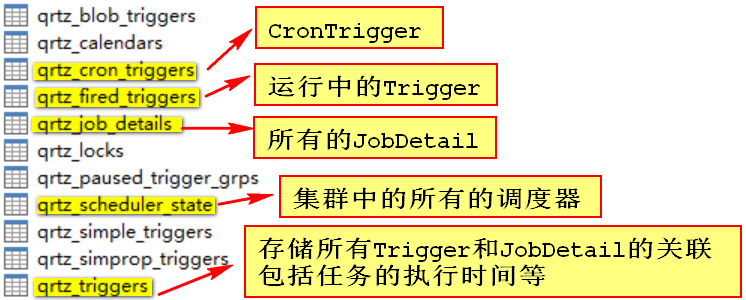 qrtz_blob_triggers
qrtz_calendars
qrtz_cron_triggers
qrtz_fired_triggers
qrtz_job_details
qrtz_locks
qrtz_paused_trigger_grps
qrtz_scheduler_state
qrtz_simple_triggers
qrtz_simprop_triggers
qrtz_triggers
CronTrigger
运行中的Trigger
所有的JobDetail
集群中的所有的调度器
存储所有Trigger和JobDetail的关联
包括任务的执行时间等